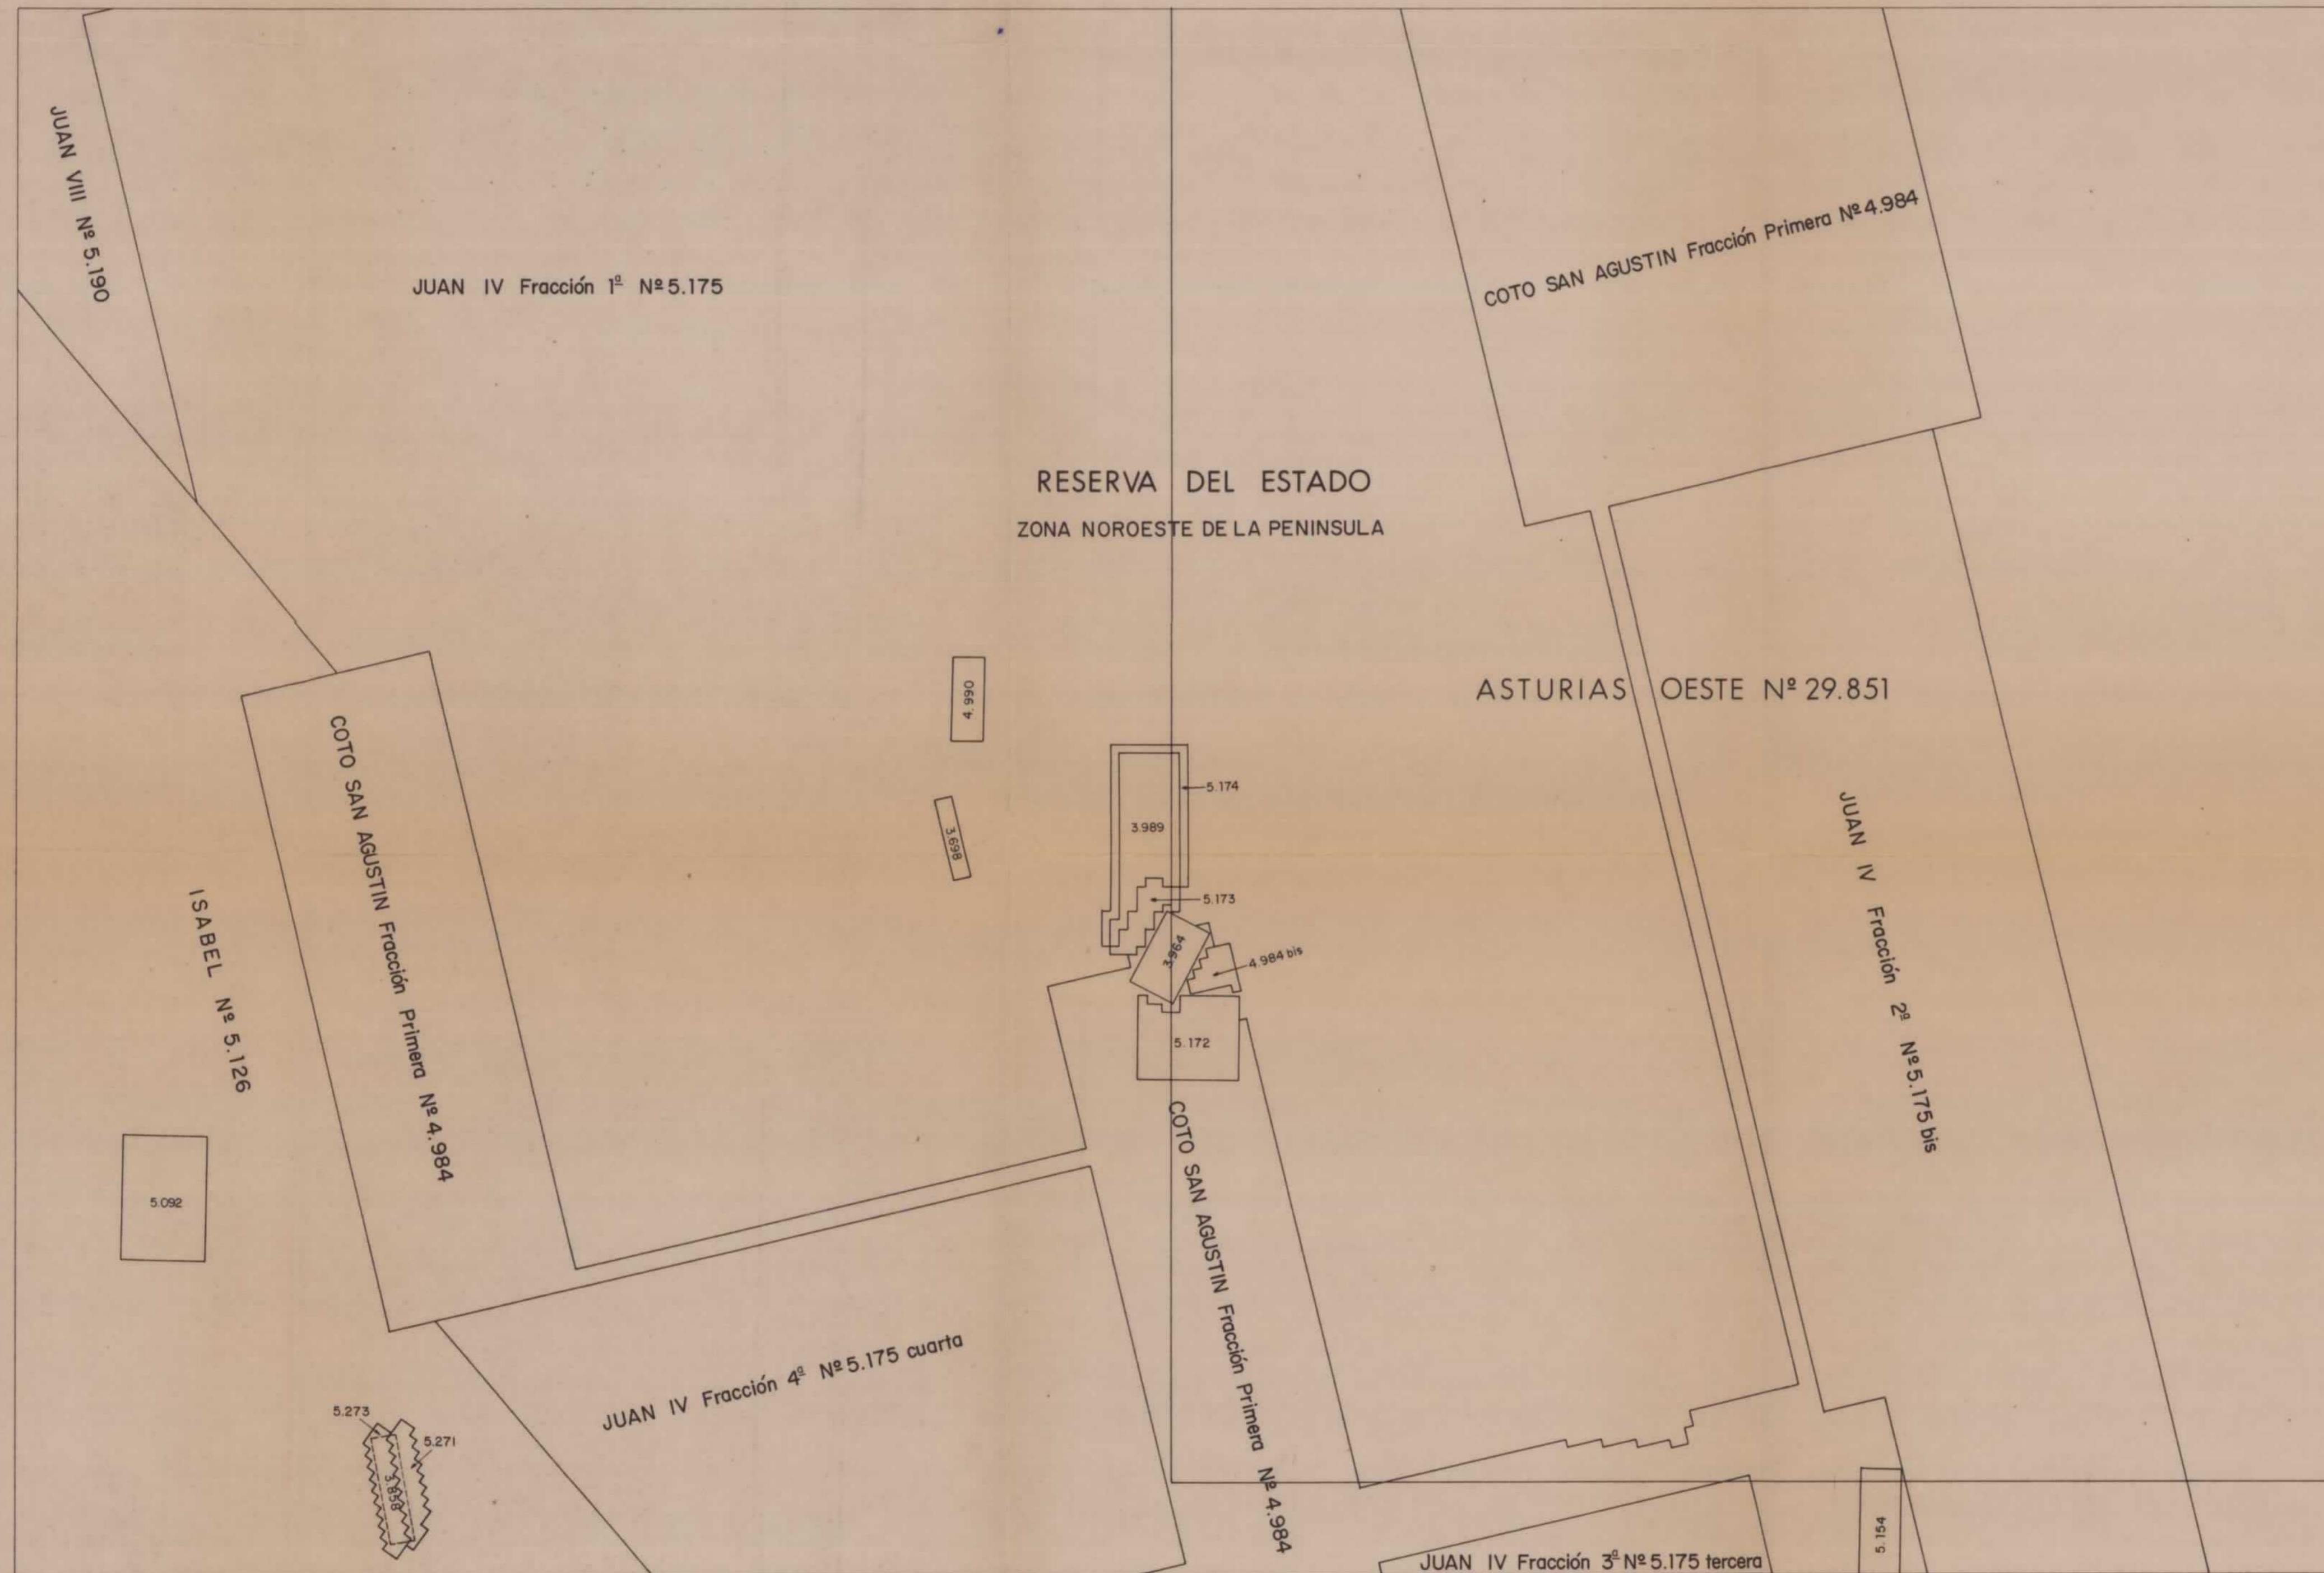 JUAN VIII Nº 5.190
JUAN IV Fracción 1ª Nº 5.175
COTO SAN AGUSTIN Fracción Primera Nº 4.984
RESERVA DEL ESTADO
ZONA NOROESTE DE LA PENINSULA
ASTURIAS OESTE Nº 29.851
4.990
3.698
5.174
3.989
5.173
3.964
4.984 bis
5.172
COTO SAN AGUSTIN Fracción Primera Nº 4.984
ISABEL Nº 5.126
JUAN IV Fracción 2ª Nº 5.175 bis
5.092
COTO SAN AGUSTIN Fracción Primera Nº 4.984
JUAN IV Fracción 4ª Nº 5.175 cuarta
5.273
5.271
3.858
5.154
JUAN IV Fracción 3ª Nº 5.175 tercera